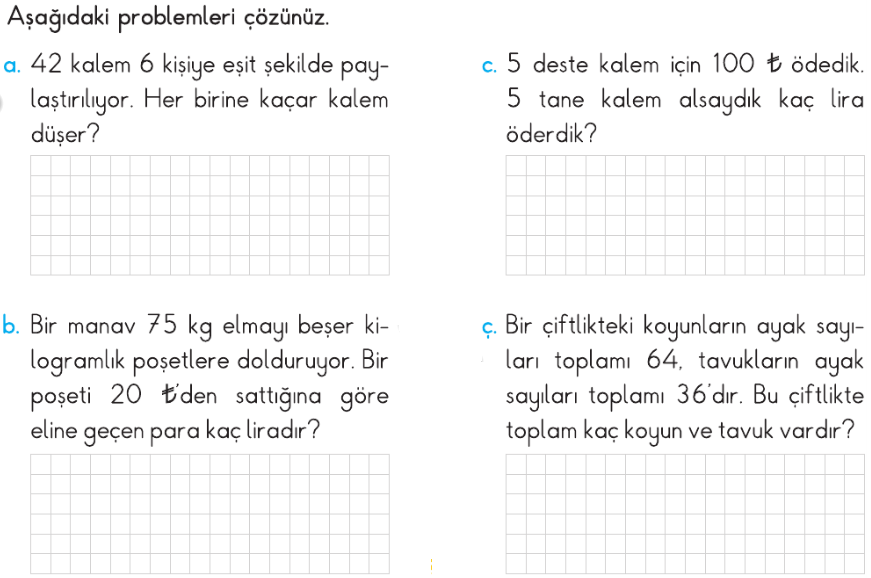 Aşağıdaki problemleri çözünüz.
a. 42 kalem 6 kişiye eşit şekilde pay-
laştırılıyor. Her birine kaçar kalem
düşer?
b. Bir manav 75 kg elmayı beşer ki-
logramlık poşetlere dolduruyor. Bir
poşeti 20 ₺'den sattığına göre
eline geçen para kaç liradır?
c. 5 deste kalem için 100 ₺ ödedik.
5 tane kalem alsaydık kaç lira
öderdik?
ç. Bir çiftlikteki koyunların ayak sayı-
ları toplamı 64, tavukların ayak
sayıları toplamı 36'dır. Bu çiftlikte
toplam kaç koyun ve tavuk vardır?